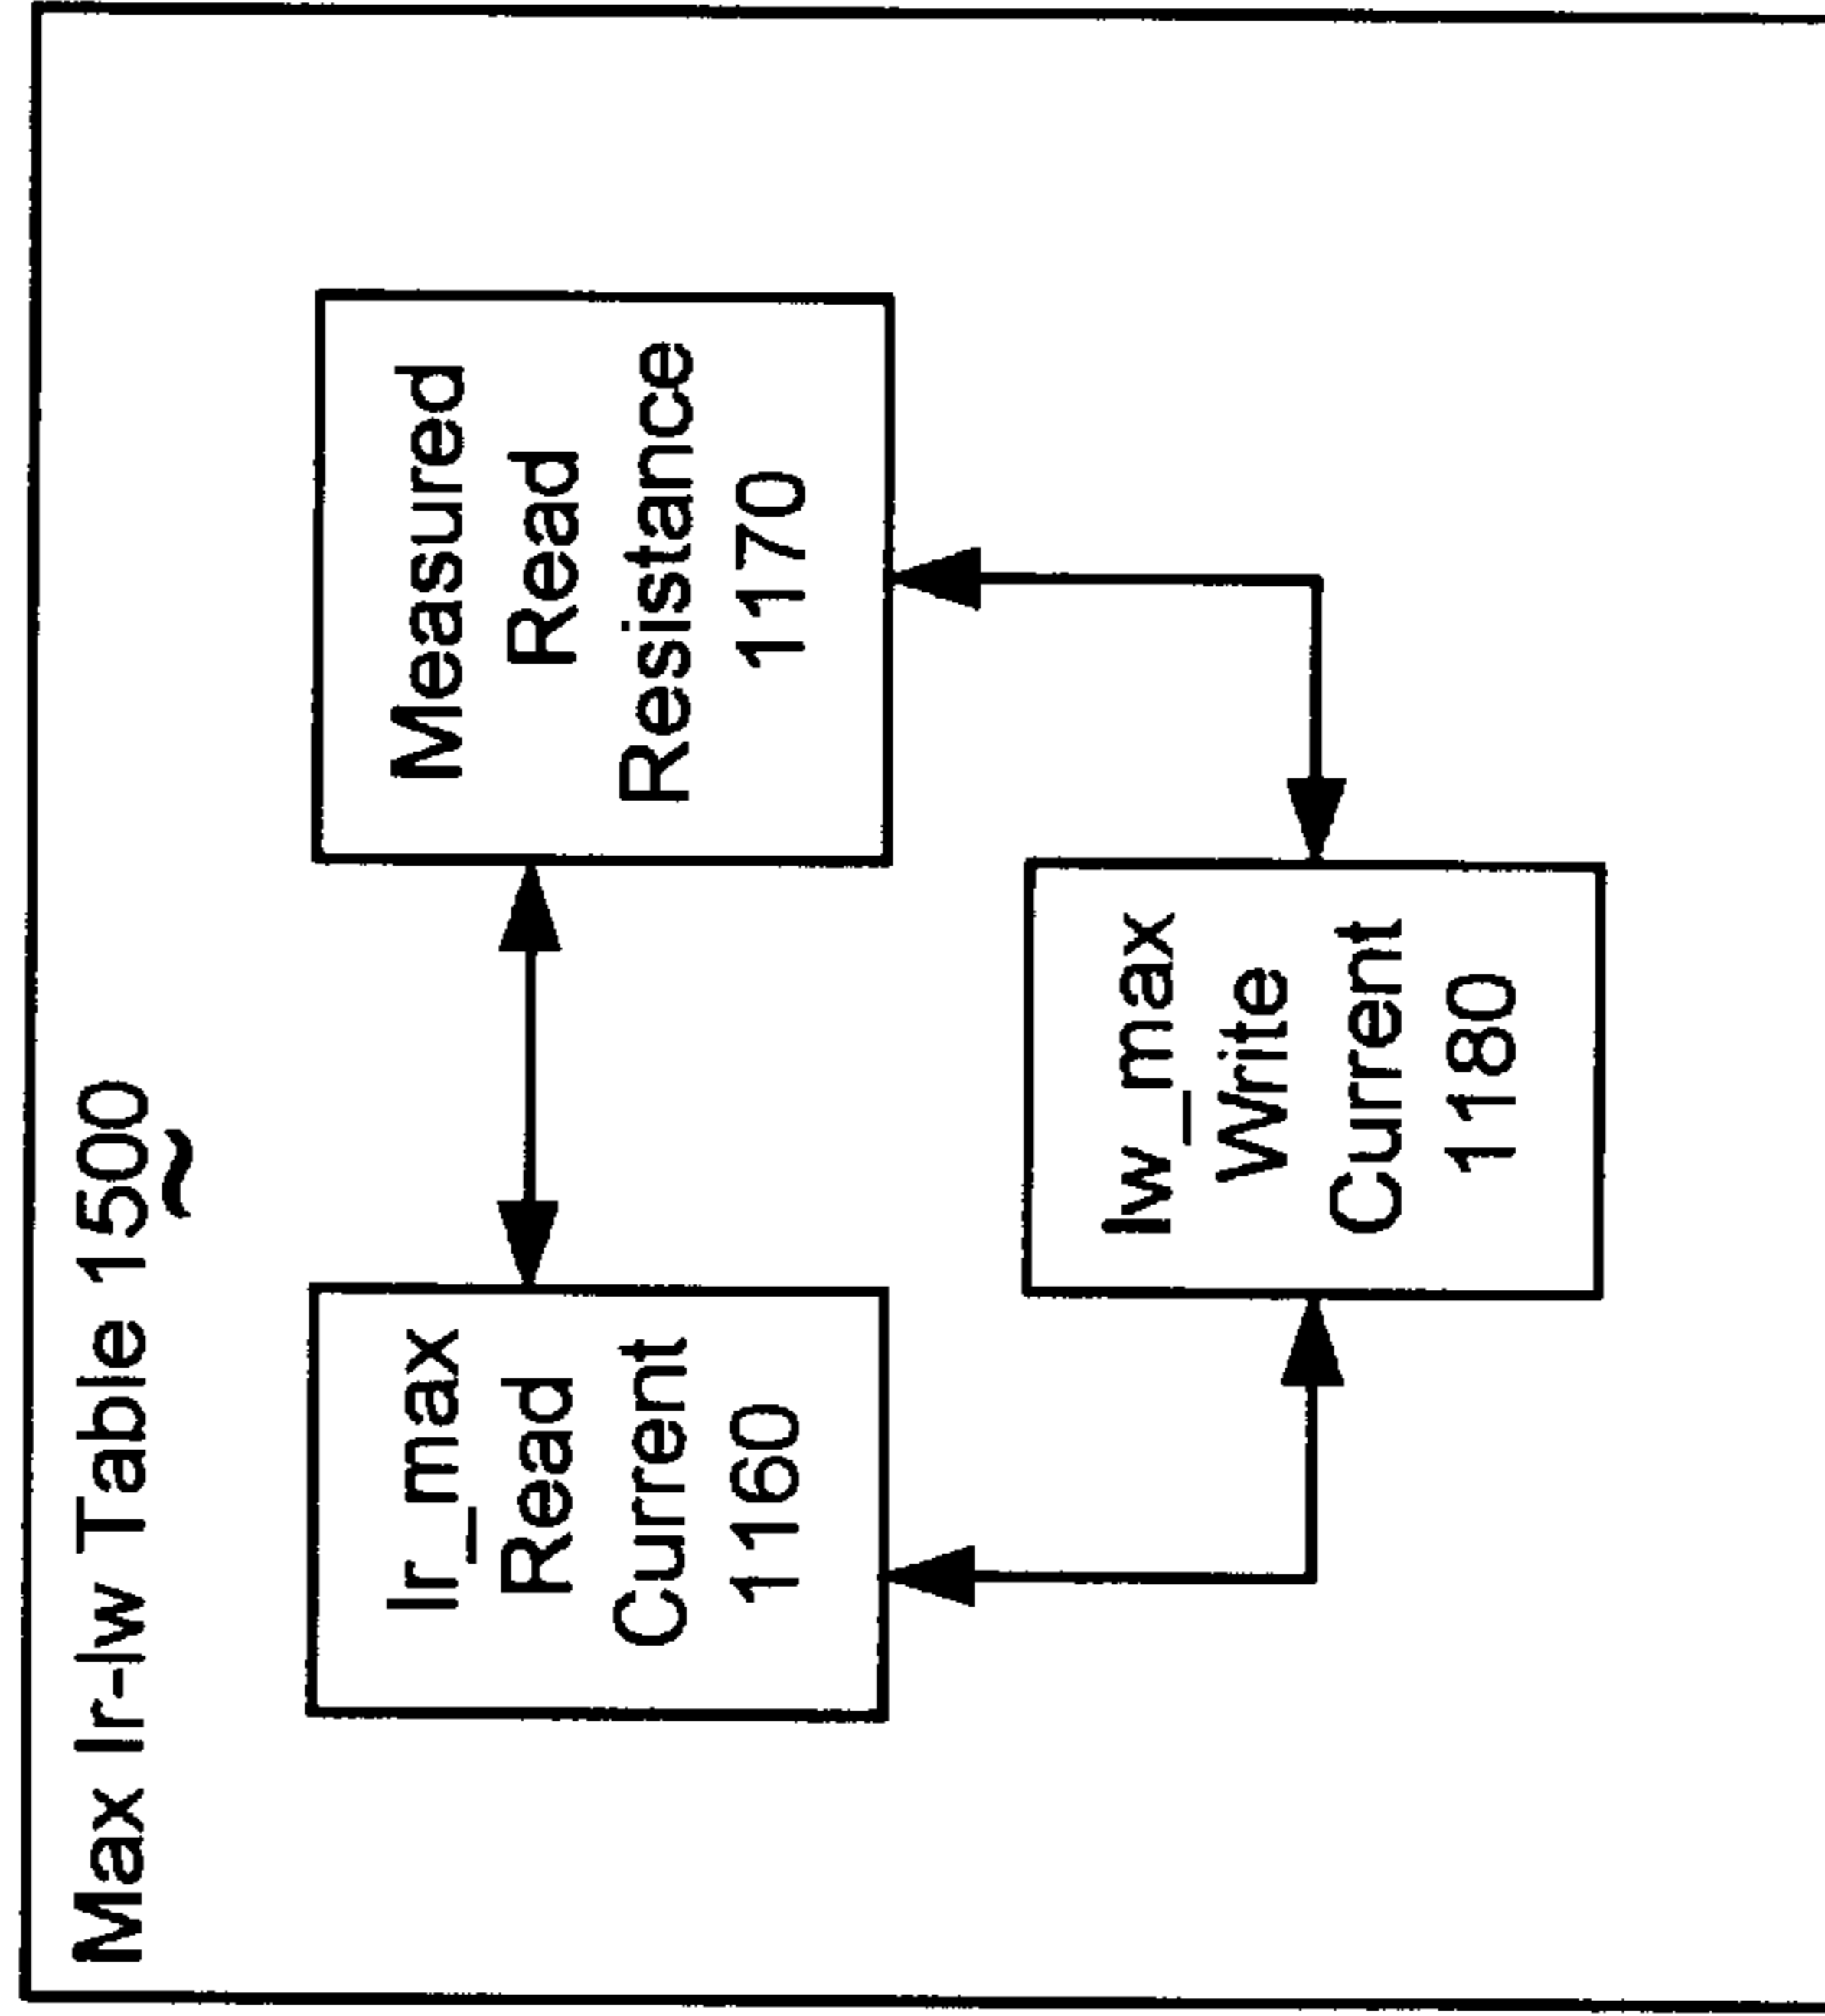 Max Ir-Iw Table 1500
Ir_max
Read
Current
1160
Measured
Read
Resistance
1170
Iw_max
Write
Current
1180